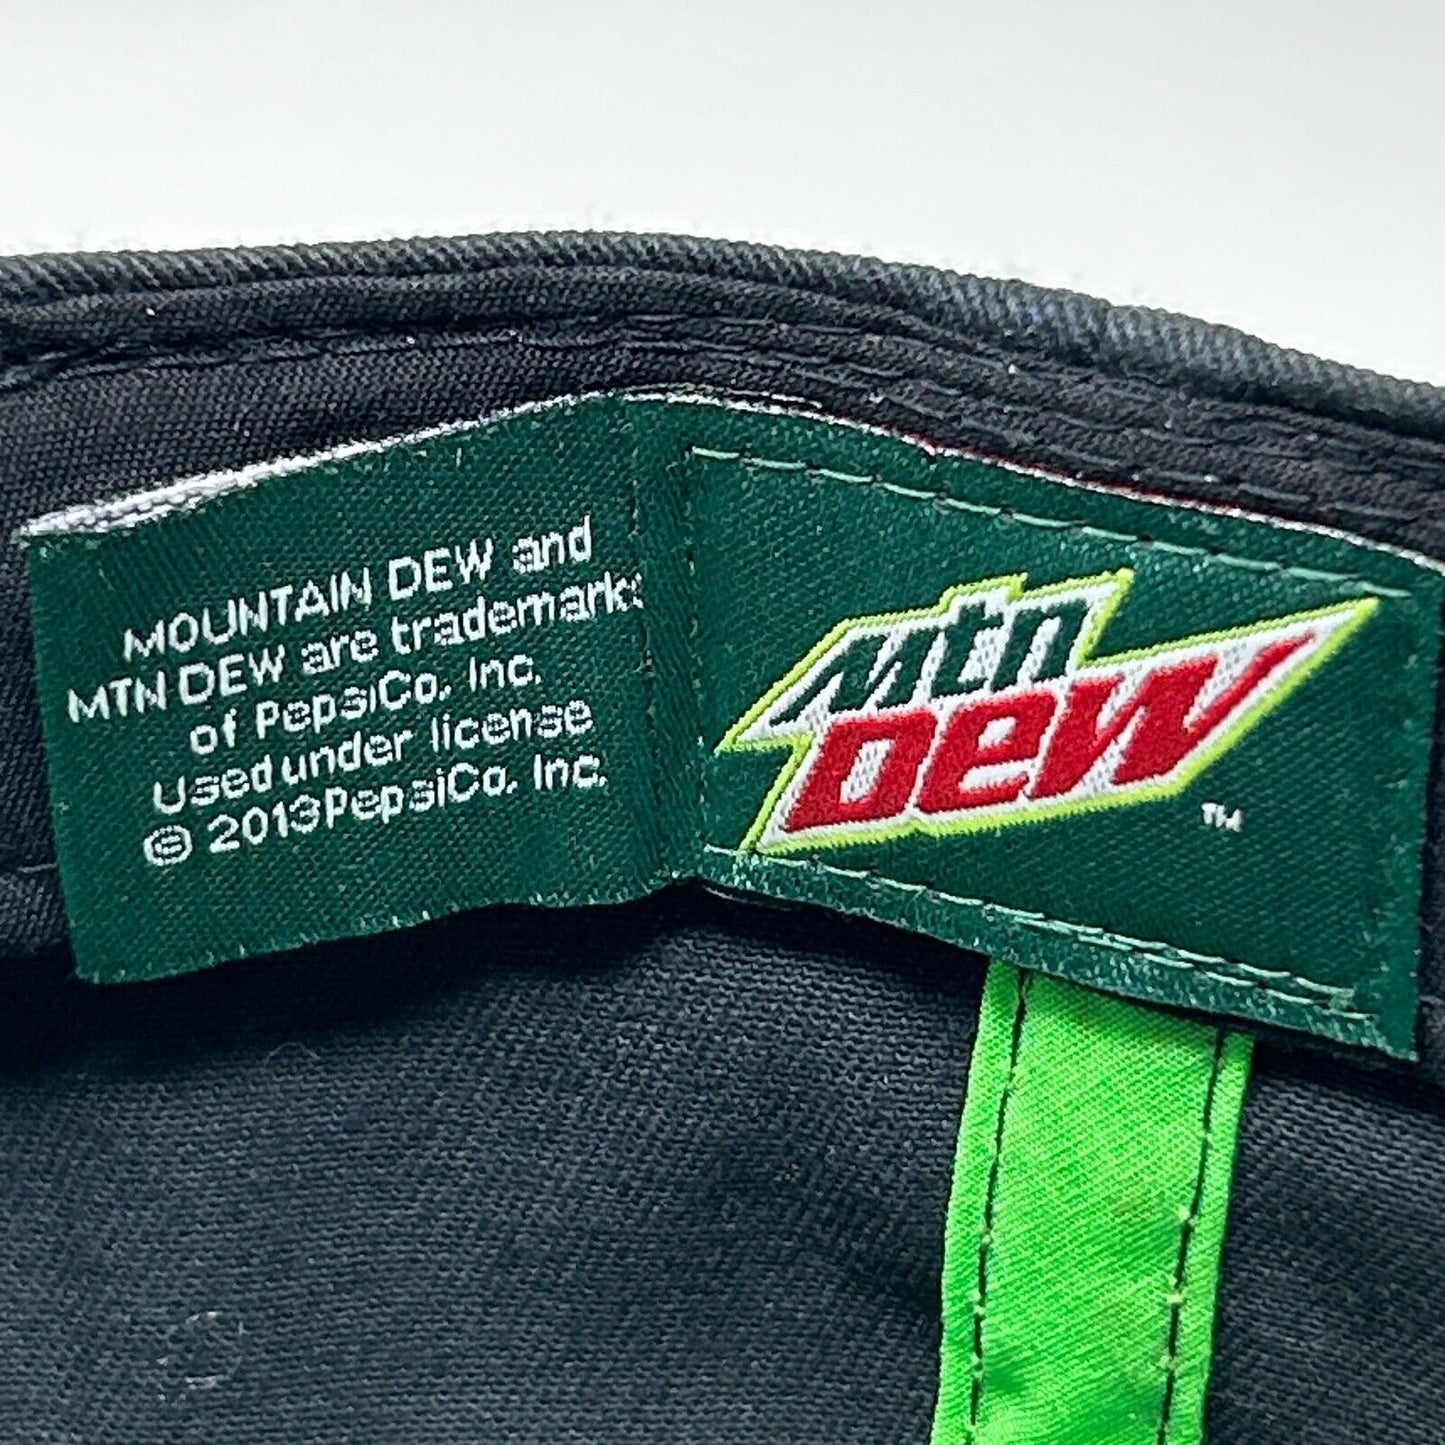 MOUNTAIN DEW and
MTN DEW are trademarks
of PepsiCo, Inc.
Used under license
© 2013 PepsiCo, Inc.
Mtn
DEW
TM